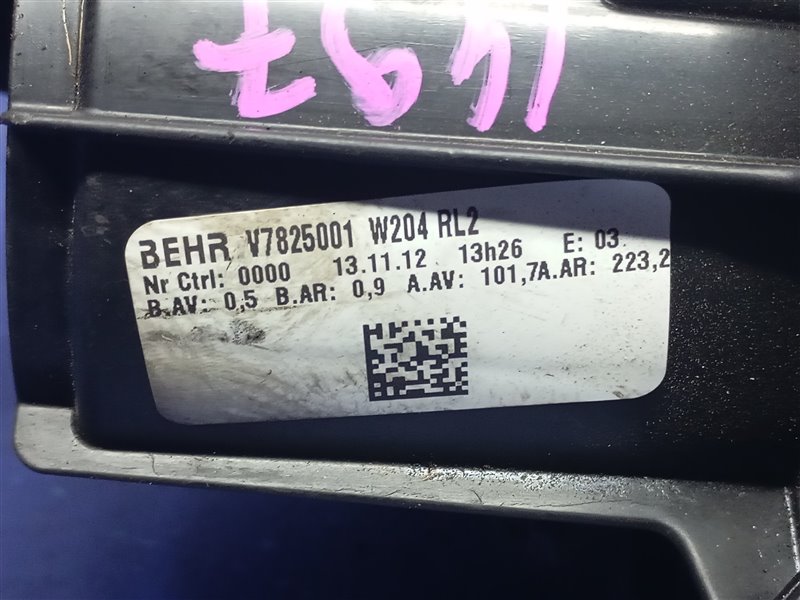 BEHR V7825001 W204 RL2
Nr Ctrl: 0000 13.11.12 13h26 E: 03
B.AV: 0,5 B.AR: 0,9 A.AV: 101,7A.AR: 223,2